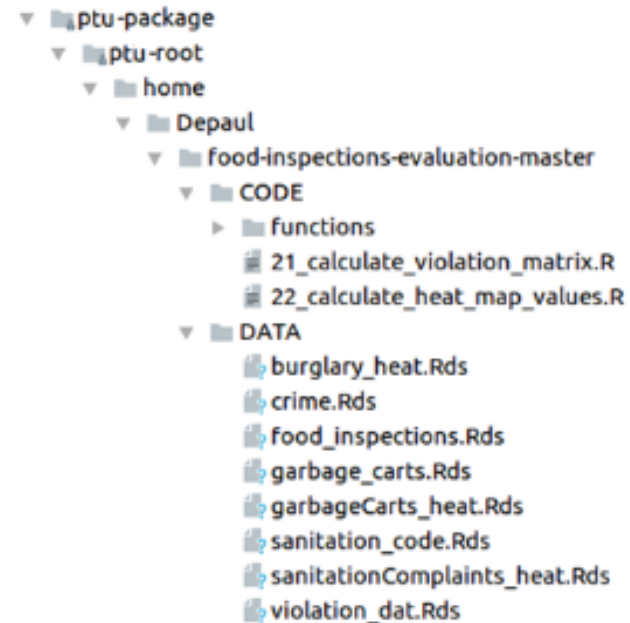 ptu-package
ptu-root
home
Depaul
food-inspections-evaluation-master
CODE
functions
21_calculate_violation_matrix.R
22_calculate_heat_map_values.R
DATA
burglary_heat.Rds
crime.Rds
food_inspections.Rds
garbage_carts.Rds
garbageCarts_heat.Rds
sanitation_code.Rds
sanitationComplaints_heat.Rds
violation_dat.Rds